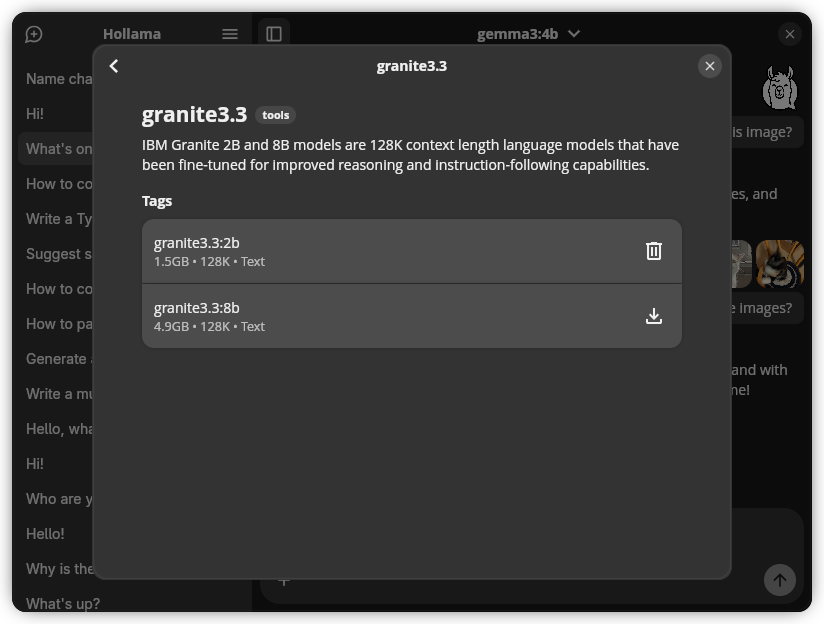 Hollama
gemma3:4b
Name cha
Hi!
What's on
How to co
Write a Ty
Suggest s
How to co
How to pa
Generate
Write a mu
Hello, wha
Hi!
Who are y
Hello!
Why is the
What's up?
granite3.3
granite3.3 tools
IBM Granite 2B and 8B models are 128K context length language models that have
been fine-tuned for improved reasoning and instruction-following capabilities.
Tags
granite3.3:2b
1.5GB • 128K • Text
granite3.3:8b
4.9GB • 128K • Text
is image?
es, and
e images?
and with
ne!